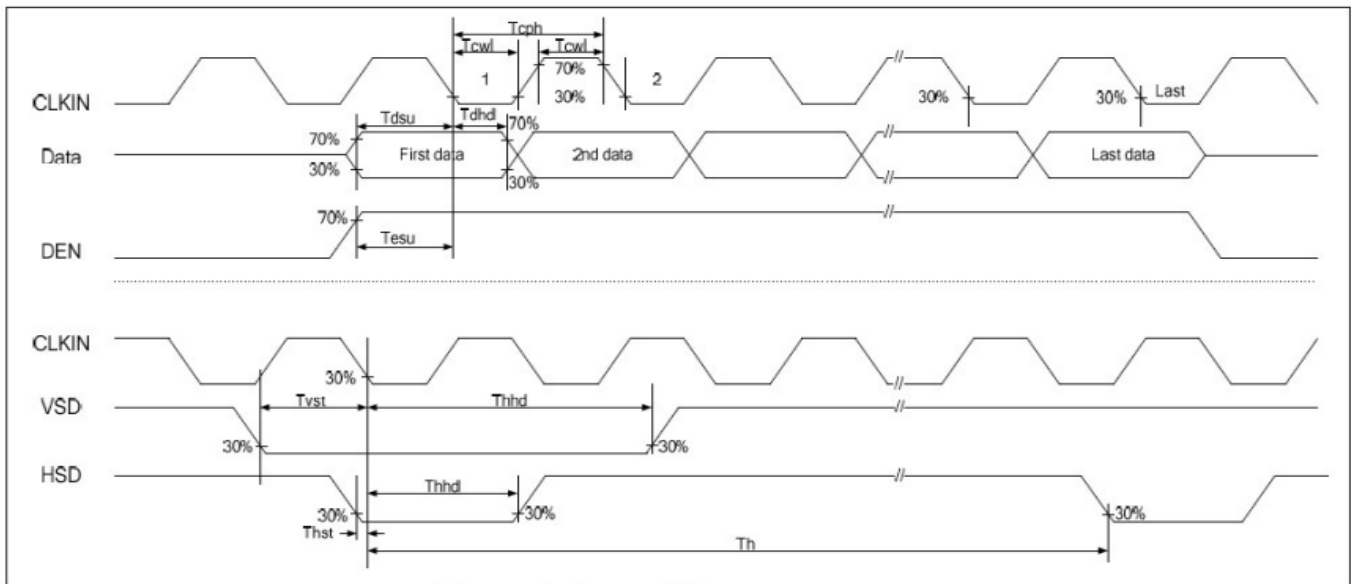 Tcph
Tcwl Tcwl
1 70% 2
CLKIN 30% 30% 30% Last
Tdsu Tdhd
70% 70%
Data First data 2nd data Last data
30% 30%
70%
DEN Tesu
CLKIN
30%
VSD Tvst Thhd
30% 30%
HSD
Thhd
30% 30% 30%
Thst
Th